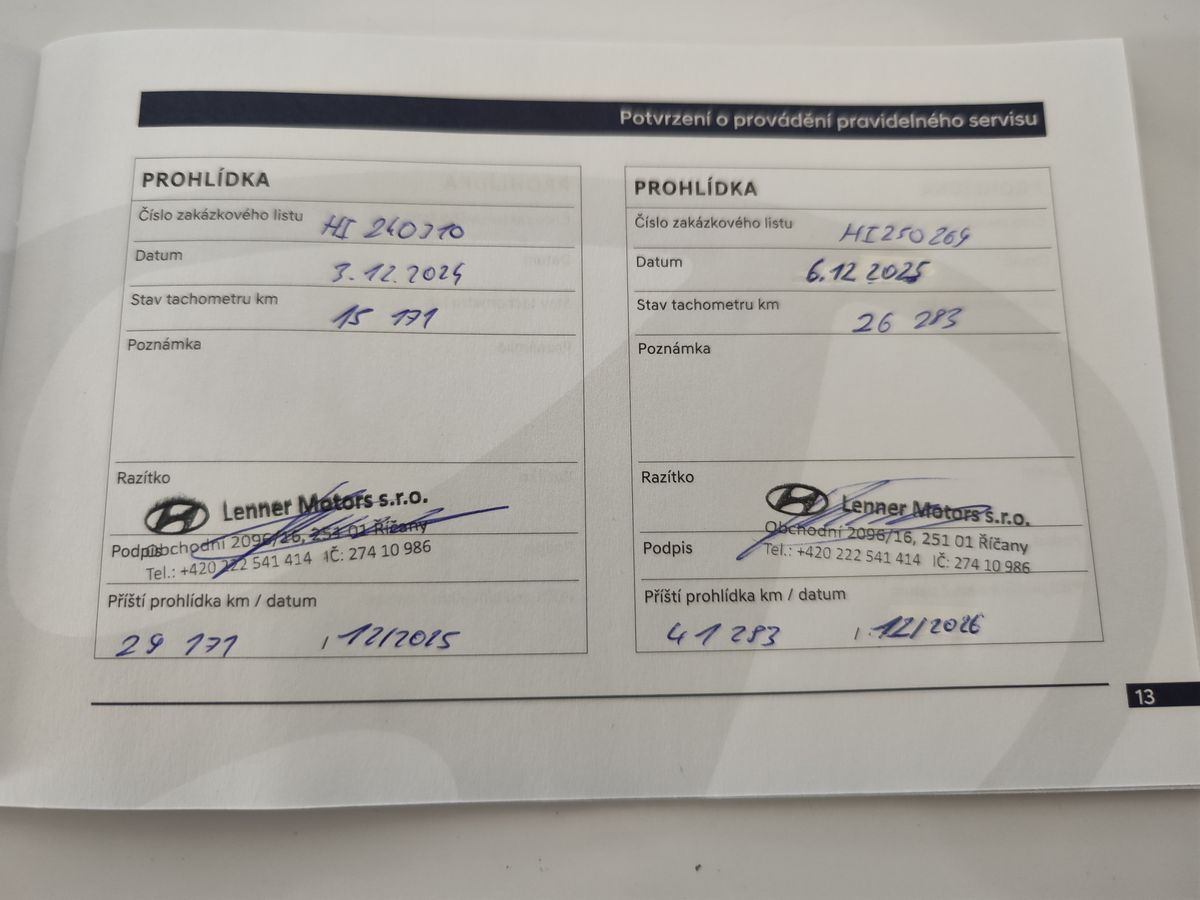 Potvrzení o provádění pravidelného servisu
PROHLÍDKA
Číslo zakázkového listu HI 240310
Datum 3.12.2024
Stav tachometru km 15 171
Poznámka
Razítko
Lenner Motors s.r.o.
Obchodní 2096/16, 251 01 Říčany
Podpis
Tel.: +420 222 541 414 IČ: 274 10 986
Příští prohlídka km / datum
29 171 / 12/2025
PROHLÍDKA
Číslo zakázkového listu HI250269
Datum 6.12 2025
Stav tachometru km 26 283
Poznámka
Razítko
Lenner Motors s.r.o.
Obchodní 2096/16, 251 01 Říčany
Podpis
Tel.: +420 222 541 414 IČ: 274 10 986
Příští prohlídka km / datum
41 283 / 12/2026
13